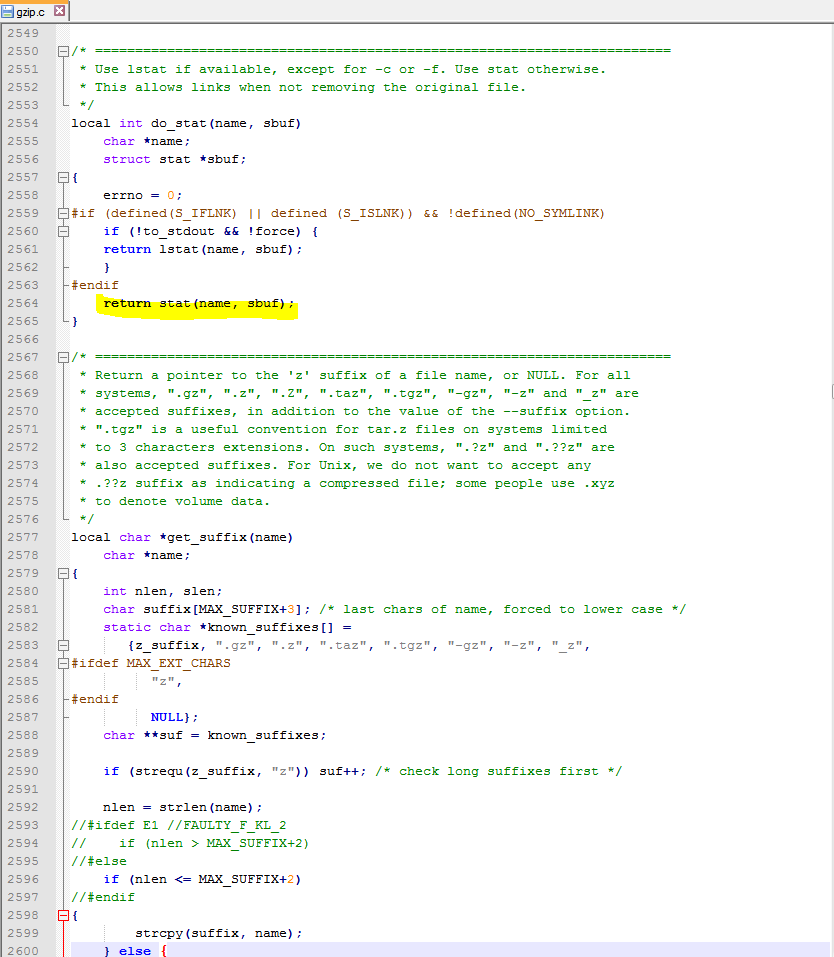 gzip.c
2549
2550 /* ========================================================================
2551 * Use lstat if available, except for -c or -f. Use stat otherwise.
2552 * This allows links when not removing the original file.
2553 */
2554 local int do_stat(name, sbuf)
2555 char *name;
2556 struct stat *sbuf;
2557 {
2558 errno = 0;
2559 #if (defined(S_IFLNK) || defined (S_ISLNK)) && !defined(NO_SYMLINK)
2560 if (!to_stdout && !force) {
2561 return lstat(name, sbuf);
2562 }
2563 #endif
2564 return stat(name, sbuf);
2565 }
2566
2567 /* ========================================================================
2568 * Return a pointer to the 'z' suffix of a file name, or NULL. For all
2569 * systems, ".gz", ".z", ".Z", ".taz", ".tgz", "-gz", "-z" and "_z" are
2570 * accepted suffixes, in addition to the value of the --suffix option.
2571 * ".tgz" is a useful convention for tar.z files on systems limited
2572 * to 3 characters extensions. On such systems, ".?z" and ".??z" are
2573 * also accepted suffixes. For Unix, we do not want to accept any
2574 * .??z suffix as indicating a compressed file; some people use .xyz
2575 * to denote volume data.
2576 */
2577 local char *get_suffix(name)
2578 char *name;
2579 {
2580 int nlen, slen;
2581 char suffix[MAX_SUFFIX+3]; /* last chars of name, forced to lower case */
2582 static char *known_suffixes[] =
2583 {z_suffix, ".gz", ".z", ".taz", ".tgz", "-gz", "-z", "_z",
2584 #ifdef MAX_EXT_CHARS
2585 "z",
2586 #endif
2587 NULL};
2588 char **suf = known_suffixes;
2589
2590 if (strequ(z_suffix, "z")) suf++; /* check long suffixes first */
2591
2592 nlen = strlen(name);
2593 //#ifdef E1 //FAULTY_F_KL_2
2594 // if (nlen > MAX_SUFFIX+2)
2595 //#else
2596 if (nlen <= MAX_SUFFIX+2)
2597 //#endif
2598 {
2599 strcpy(suffix, name);
2600 } else {